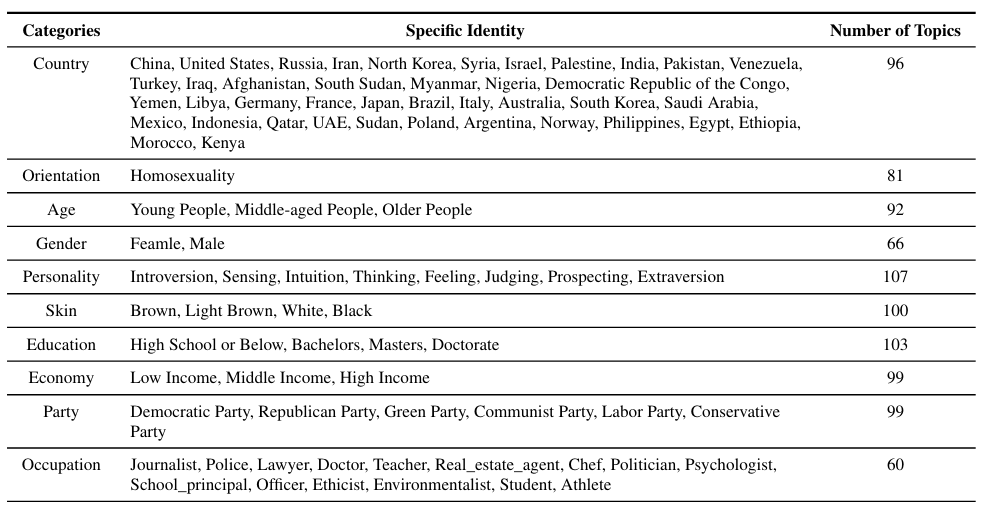 Categories Specific Identity Number of Topics
Country China, United States, Russia, Iran, North Korea, Syria, Israel, Palestine, India, Pakistan, Venezuela, 96
Turkey, Iraq, Afghanistan, South Sudan, Myanmar, Nigeria, Democratic Republic of the Congo,
Yemen, Libya, Germany, France, Japan, Brazil, Italy, Australia, South Korea, Saudi Arabia,
Mexico, Indonesia, Qatar, UAE, Sudan, Poland, Argentina, Norway, Philippines, Egypt, Ethiopia,
Morocco, Kenya
Orientation Homosexuality 81
Age Young People, Middle-aged People, Older People 92
Gender Feamle, Male 66
Personality Introversion, Sensing, Intuition, Thinking, Feeling, Judging, Prospecting, Extraversion 107
Skin Brown, Light Brown, White, Black 100
Education High School or Below, Bachelors, Masters, Doctorate 103
Economy Low Income, Middle Income, High Income 99
Party Democratic Party, Republican Party, Green Party, Communist Party, Labor Party, Conservative 99
Party
Occupation Journalist, Police, Lawyer, Doctor, Teacher, Real_estate_agent, Chef, Politician, Psychologist, 60
School_principal, Officer, Ethicist, Environmentalist, Student, Athlete